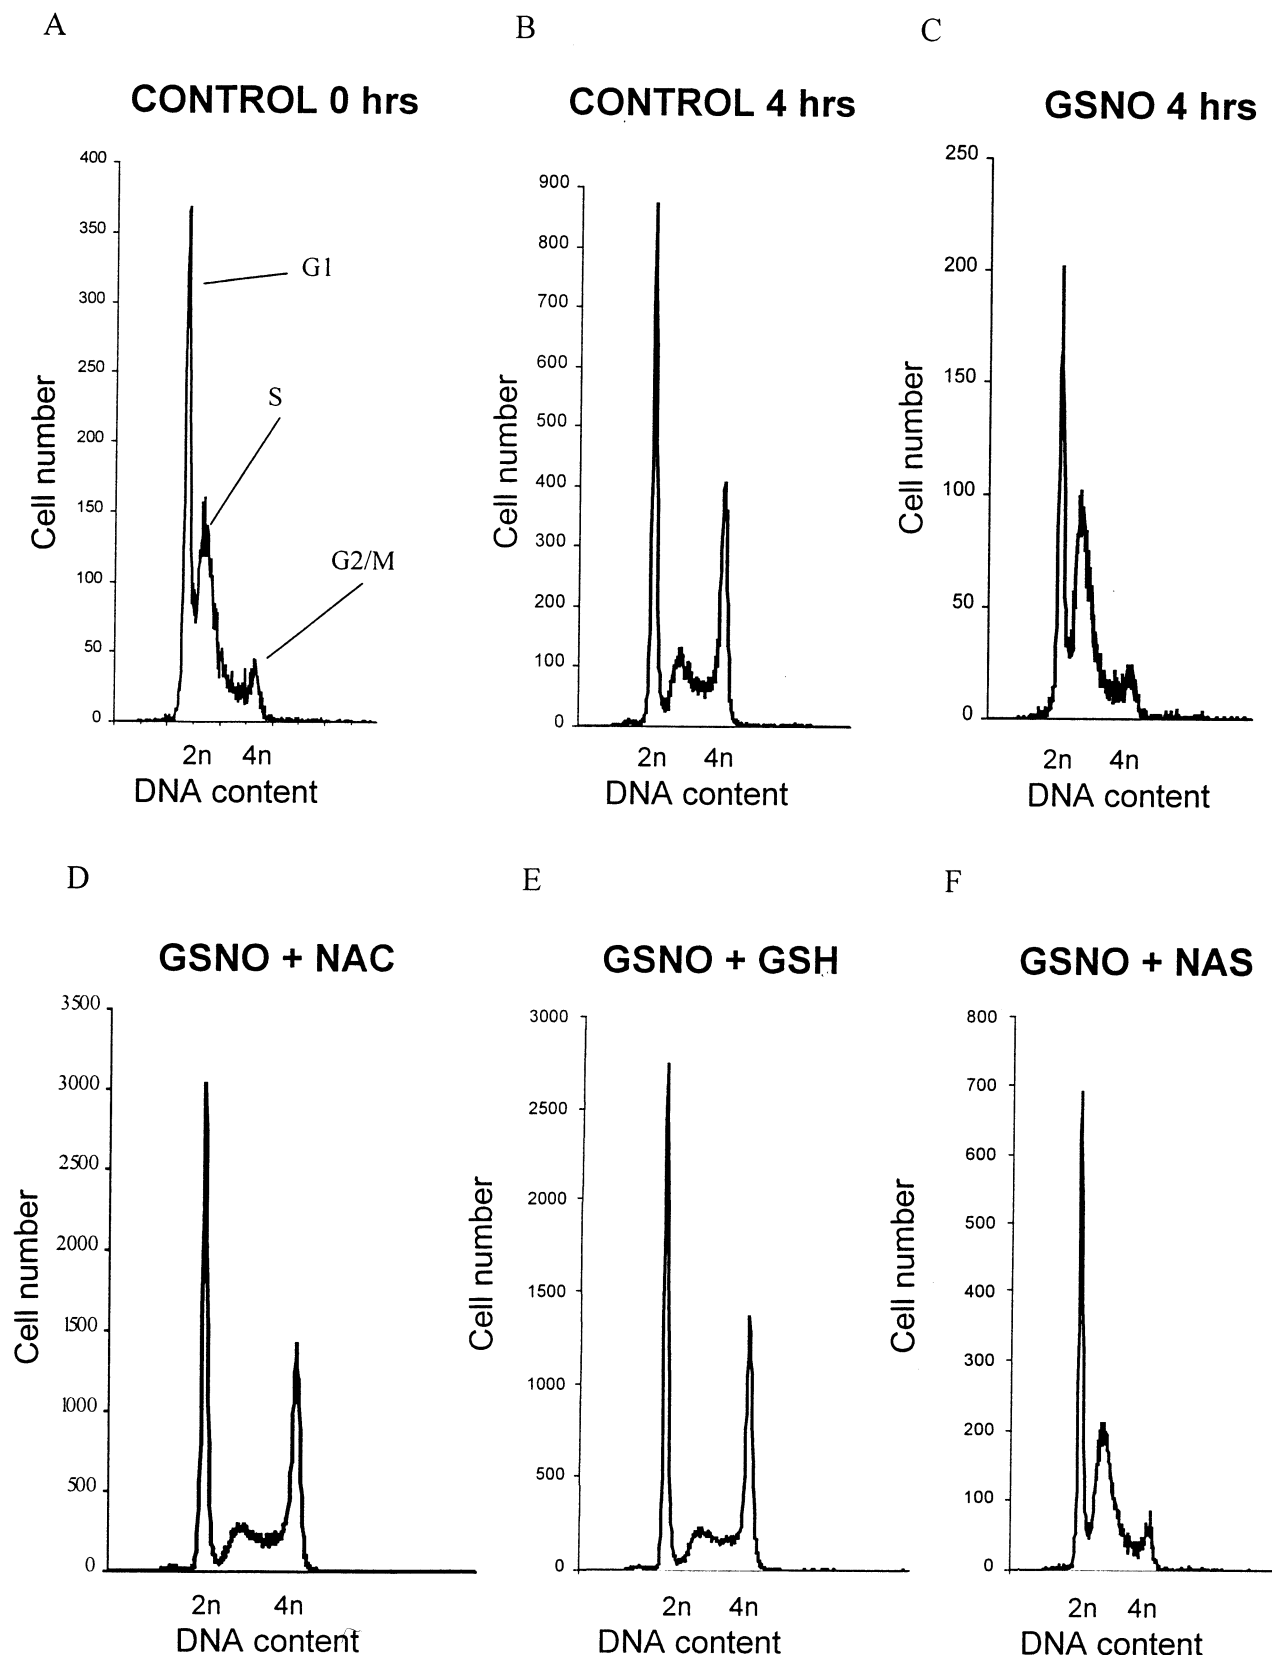 A
CONTROL 0 hrs
400
350
300
250
200
150
100
50
0
Cell number
G1
S
G2/M
2n 4n
DNA content
B
CONTROL 4 hrs
900
800
700
600
500
400
300
200
100
0
Cell number
2n 4n
DNA content
C
GSNO 4 hrs
250
200
150
100
50
0
Cell number
2n 4n
DNA content
D
GSNO + NAC
3500
3000
2500
2000
1500
1000
500
0
Cell number
2n 4n
DNA content
E
GSNO + GSH
3000
2500
2000
1500
1000
500
0
Cell number
2n 4n
DNA content
F
GSNO + NAS
800
700
600
500
400
300
200
100
0
Cell number
2n 4n
DNA content